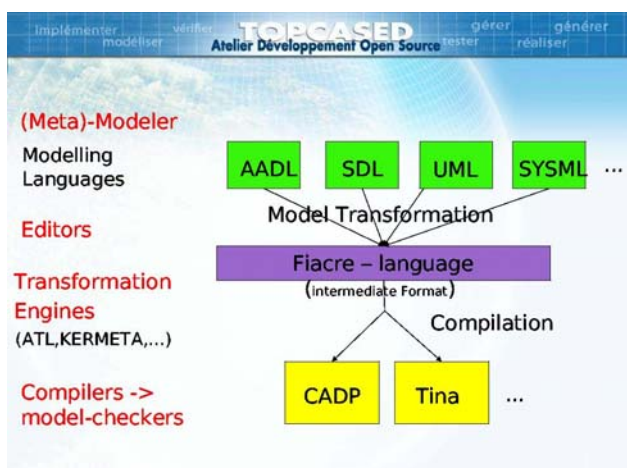 Implémenter
modéliser
vérifier
TOPCASED
Atelier Développement Open Source
tester
gérer
réaliser
générer
(Meta)-Modeler
Modelling
Languages
AADL SDL UML SYSML ...
Model Transformation
Editors
Fiacre – language
(intermediate Format)
Transformation
Engines
(ATL,KERMETA,...)
Compilation
Compilers ->
model-checkers
CADP Tina ...